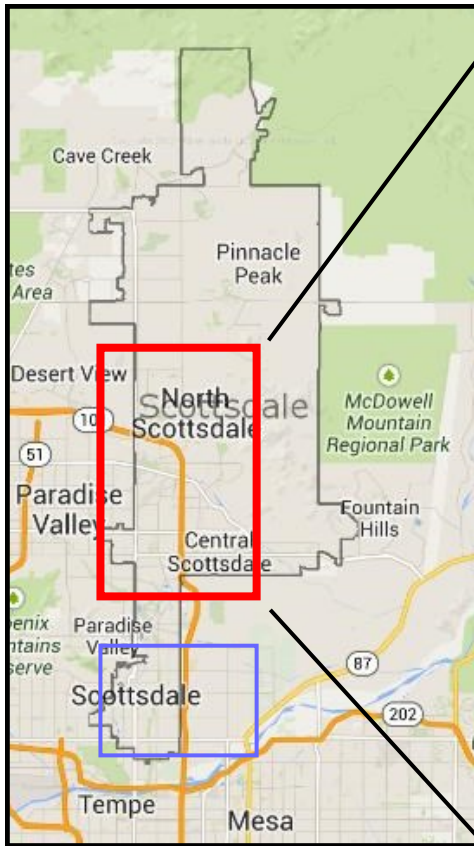 Cave Creek
Pinnacle
Peak
tes
Area
Desert View
North
Scottsdale
Scottsdale
McDowell
Mountain
Regional Park
10
51
Paradise
Valley
Fountain
Hills
Central
Scottsdale
Paradise
Valley
enix
ntains
serve
87
Scottsdale
202
Tempe
Mesa